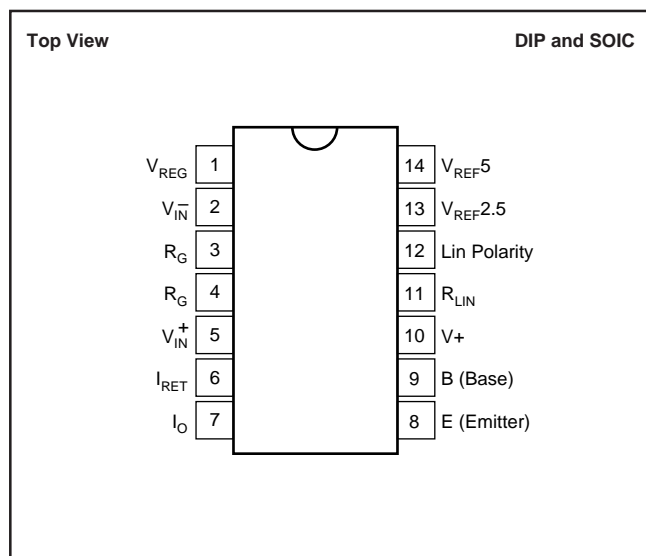 Top View DIP and SOIC
V_REG 1 14 V_REF5
V_IN^– 2 13 V_REF2.5
R_G 3 12 Lin Polarity
R_G 4 11 R_LIN
V_IN^+ 5 10 V+
I_RET 6 9 B (Base)
I_O 7 8 E (Emitter)